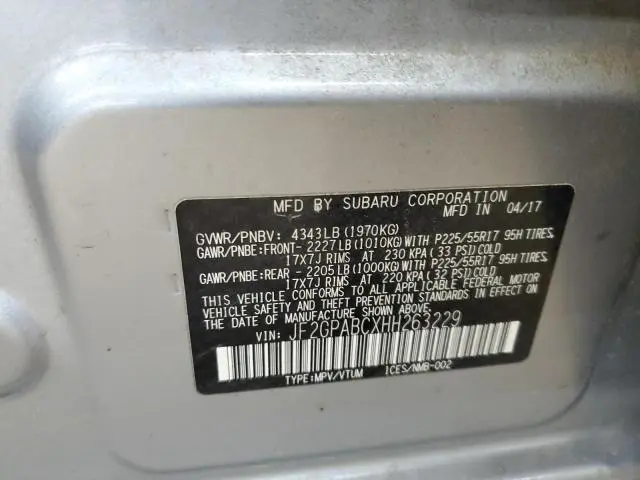 MFD BY SUBARU CORPORATION
MFD IN 04/17
GVWR/PNBV: 4343LB(1970KG)
GAWR/PNBE:FRONT- 2227LB(1010KG)WITH P225/55R17 95H TIRES,
17X7J RIMS AT 230 KPA( 33 PSI)COLD
GAWR/PNBE:REAR - 2205LB(1000KG)WITH P225/55R17 95H TIRES,
17X7J RIMS AT 220 KPA( 32 PSI)COLD
THIS VEHICLE CONFORMS TO ALL APPLICABLE FEDERAL MOTOR
VEHICLE SAFETY AND THEFT PREVENTION STANDARDS IN EFFECT
ON THE DATE OF MANUFACTURE SHOWN ABOVE.
VIN: JF2GPABCXHH263229
TYPE:MPV/VTUM ICES/NMB-002